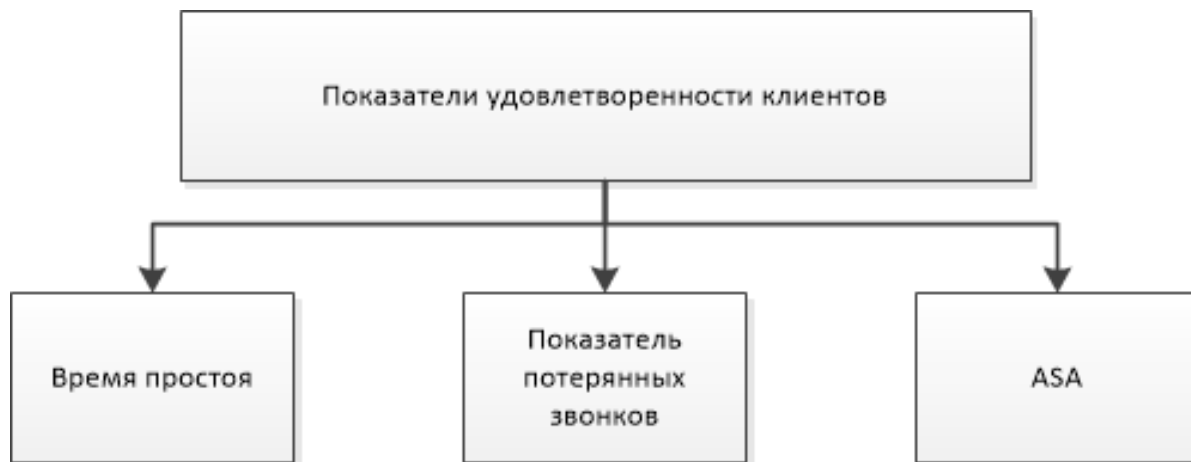 Показатели удовлетворенности клиентов
Время простоя
Показатель
потерянных
звонков
ASA